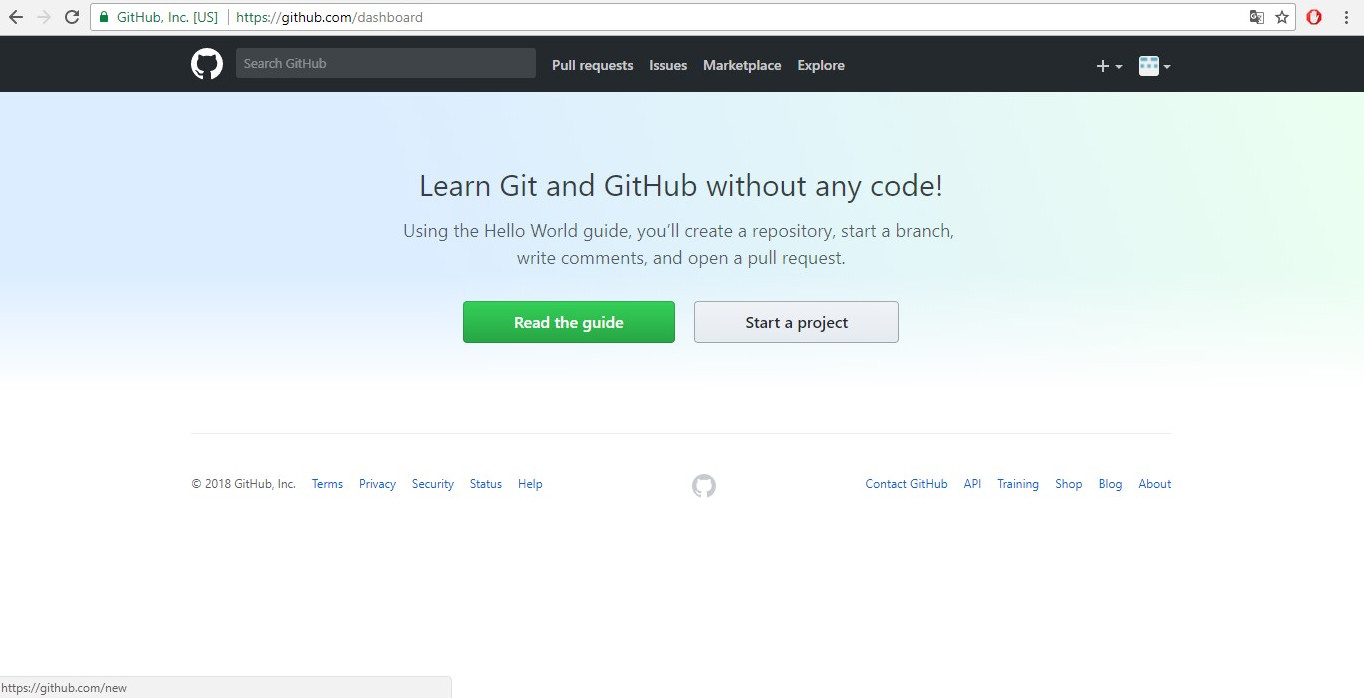 GitHub, Inc. [US] https://github.com/dashboard
Search GitHub Pull requests Issues Marketplace Explore
Learn Git and GitHub without any code!
Using the Hello World guide, you’ll create a repository, start a branch,
write comments, and open a pull request.
Read the guide Start a project
© 2018 GitHub, Inc. Terms Privacy Security Status Help Contact GitHub API Training Shop Blog About
https://github.com/new